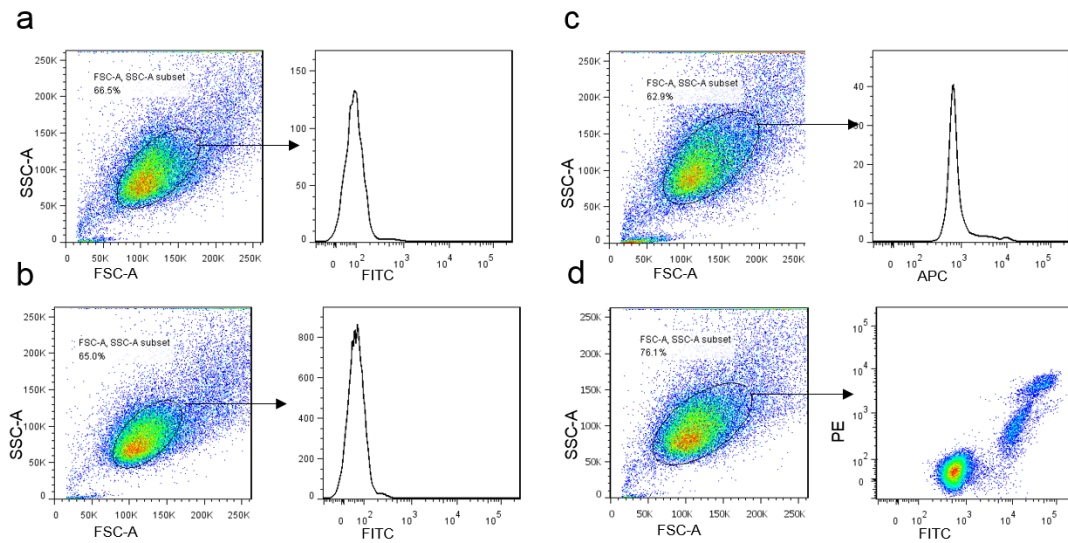 a
250K
200K
150K
100K
50K
0
SSC-A
FSC-A, SSC-A subset
66.5%
0 50K 100K 150K 200K 250K
FSC-A
150
100
50
0
0 10² 10³ 10⁴ 10⁵
FITC
c
250K
200K
150K
100K
50K
0
SSC-A
FSC-A, SSC-A subset
62.9%
0 50K 100K 150K 200K 250K
FSC-A
40
30
20
10
0
0 10² 10³ 10⁴ 10⁵
APC
b
250K
200K
150K
100K
50K
0
SSC-A
FSC-A, SSC-A subset
65.0%
0 50K 100K 150K 200K 250K
FSC-A
800
600
400
200
0
0 10² 10³ 10⁴ 10⁵
FITC
d
250K
200K
150K
100K
50K
0
SSC-A
FSC-A, SSC-A subset
76.1%
0 50K 100K 150K 200K 250K
FSC-A
10⁵
10⁴
10³
10²
0
PE
0 10² 10³ 10⁴ 10⁵
FITC